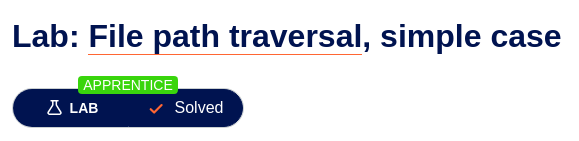 Lab: File path traversal, simple case
APPRENTICE
LAB Solved